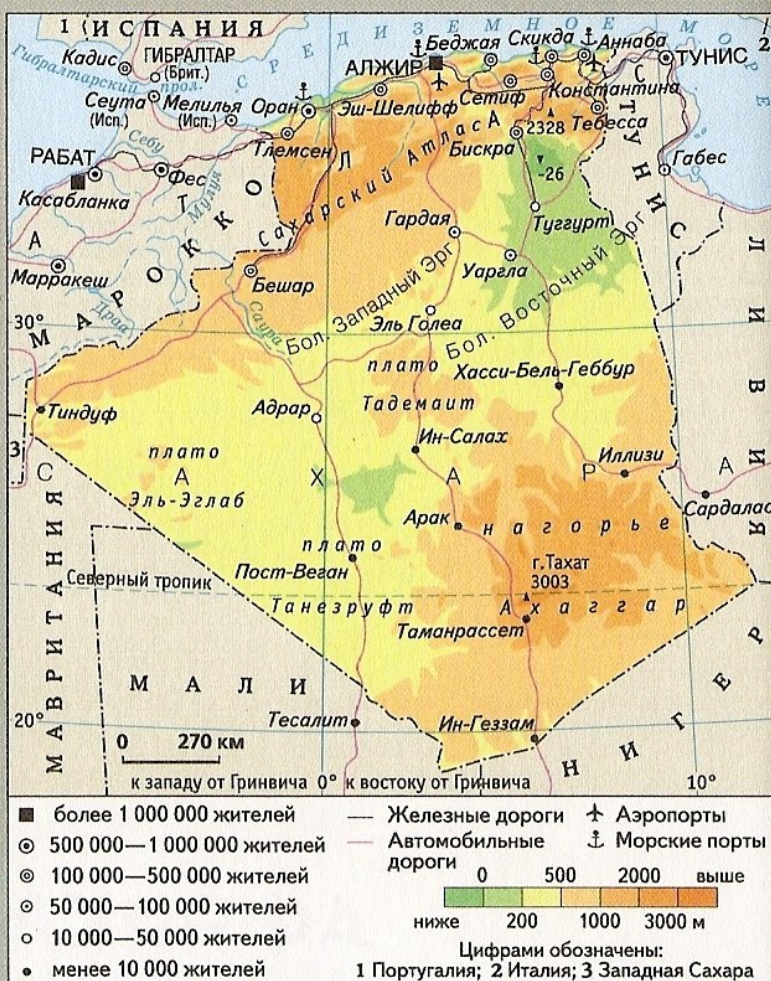 1 ИСПАНИЯ
СРЕДИЗЕМНОЕ МОРЕ
2
Кадис
ГИБРАЛТАР
(Брит.)
Гибралтарский прол.
Сеута
(Исп.)
Мелилья
(Исп.)
Оран
АЛЖИР
Беджая
Скикда
Аннаба
ТУНИС
Эш-Шелифф
Сетиф
Константина
Тлемсен
Бискра
2328
Тебесса
-26
РАБАТ
Себу
Фес
Мулуя
Касабланка
Марракеш
МАРОККО
Драа
Сахарский Атлас
ТУНИС
Габес
Гардая
Туггурт
Уаргла
Бешар
Саура
Бол. Западный Эрг
Бол. Восточный Эрг
30°
Эль Голеа
плато
Тадемаит
Хасси-Бель-Геббур
Тиндуф
Адрар
Ин-Салах
Иллизи
3
плато
Эль-Эглаб
САХАРА
ЛИВИЯ
Сардалас
Арак
нагорье
Ахаггар
г.Тахат
3003
плато
Танезруфт
Пост-Веган
Северный тропик
Таманрассет
МАВРИТАНИЯ
МАЛИ
НИГЕР
Тесалит
Ин-Геззам
20°
0 270 км
к западу от Гринвича 0° к востоку от Гринвича
10°
более 1 000 000 жителей
500 000—1 000 000 жителей
100 000—500 000 жителей
50 000—100 000 жителей
10 000—50 000 жителей
менее 10 000 жителей
Железные дороги
Автомобильные
дороги
Аэропорты
Морские порты
0 500 2000 выше
ниже 200 1000 3000 м
Цифрами обозначены:
1 Португалия; 2 Италия; 3 Западная Сахара